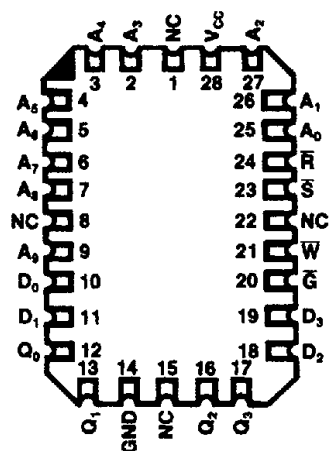 A₄ A₃ NC V_CC A₂
3 2 1 28 27
A₅ 4 26 A₁
A₆ 5 25 A₀
A₇ 6 24 R̅
A₈ 7 23 S̅
NC 8 22 NC
A₉ 9 21 W̅
D₀ 10 20 G̅
D₁ 11 19 D₃
Q₀ 12 18 D₂
13 14 15 16 17
Q₁ GND NC Q₂ Q₃